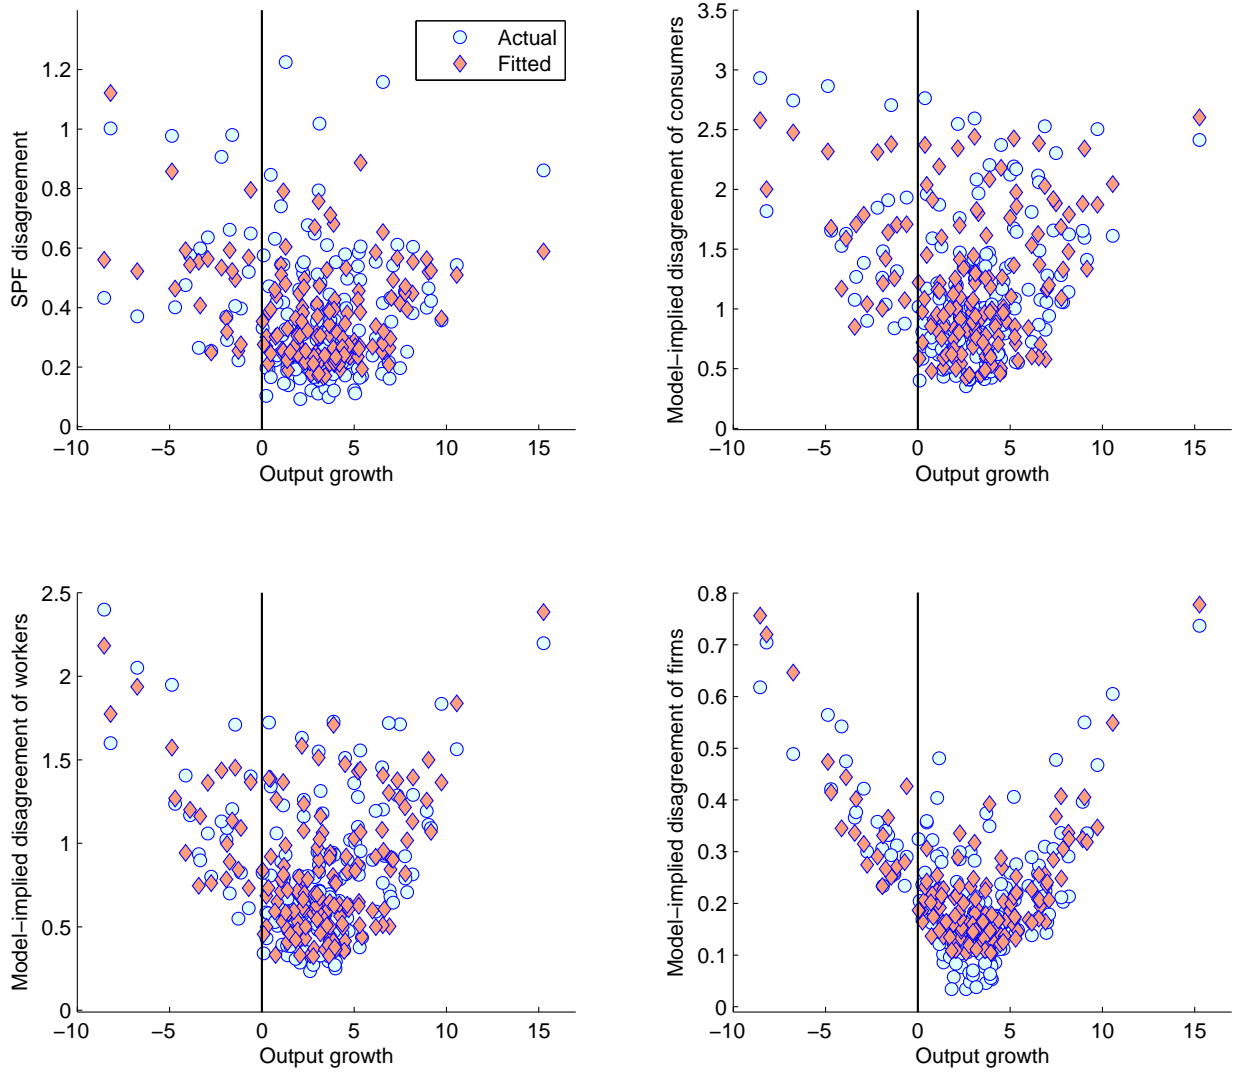 1.2
1
0.8
0.6
0.4
0.2
0
SPF disagreement
Actual
Fitted
−10 −5 0 5 10 15
Output growth
3.5
3
2.5
2
1.5
1
0.5
0
Model−implied disagreement of consumers
−10 −5 0 5 10 15
Output growth
2.5
2
1.5
1
0.5
0
Model−implied disagreement of workers
−10 −5 0 5 10 15
Output growth
0.8
0.7
0.6
0.5
0.4
0.3
0.2
0.1
0
Model−implied disagreement of firms
−10 −5 0 5 10 15
Output growth